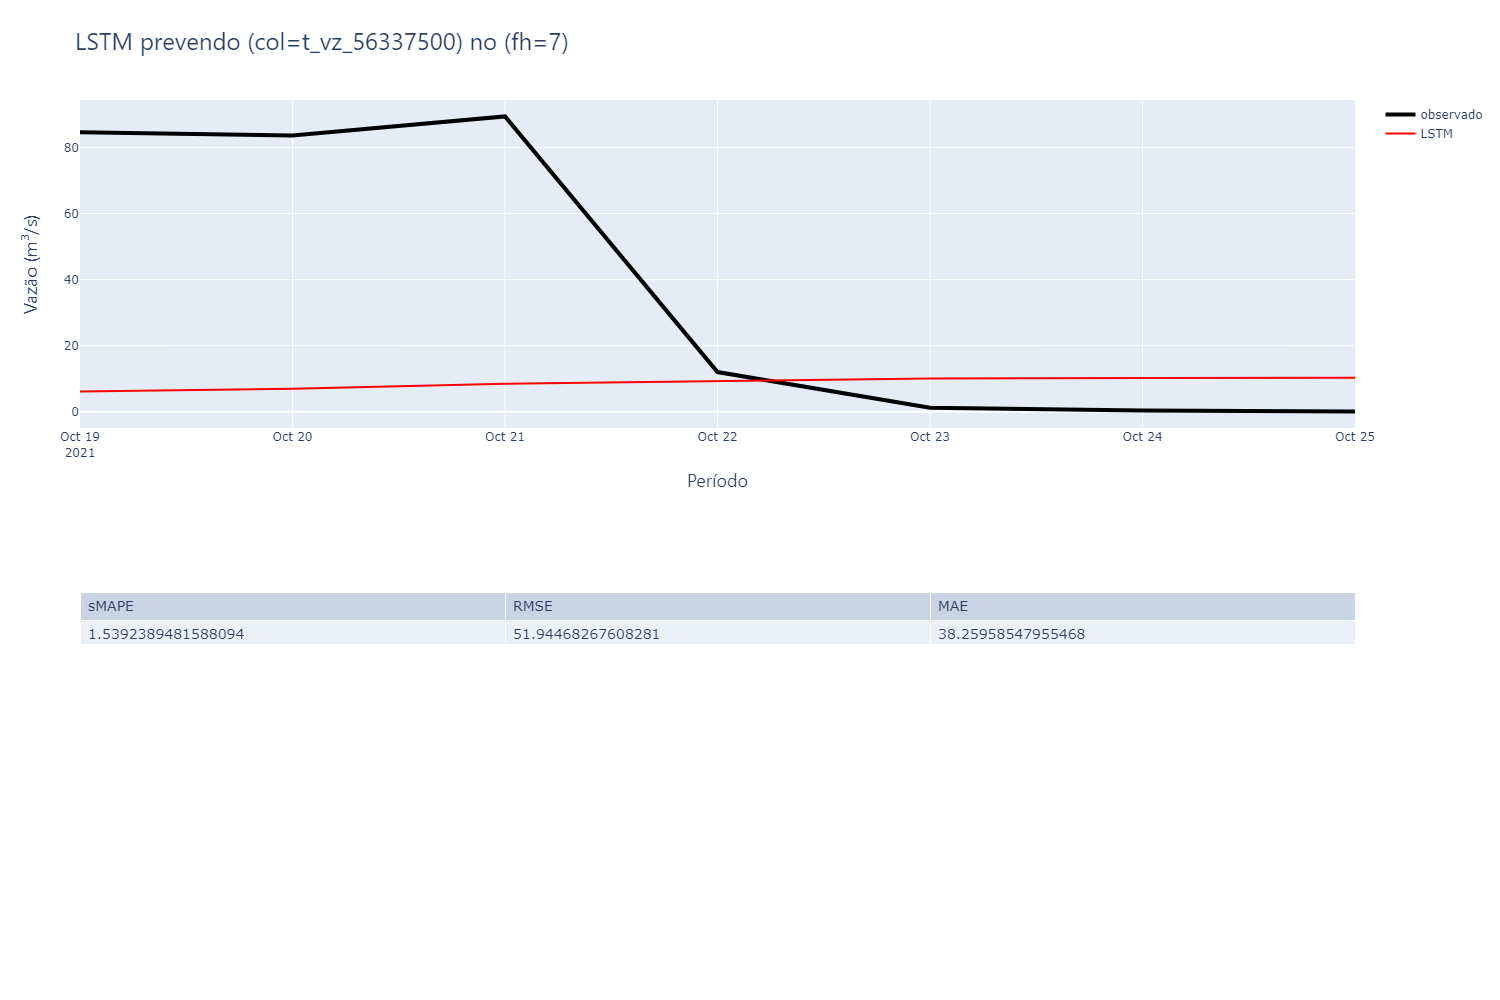 LSTM prevendo (col=t_vz_56337500) no (fh=7)
observado
LSTM
Vazão (m³/s)
80
60
40
20
0
Oct 19 Oct 20 Oct 21 Oct 22 Oct 23 Oct 24 Oct 25
2021
Período
sMAPE RMSE MAE
1.5392389481588094 51.94468267608281 38.25958547955468